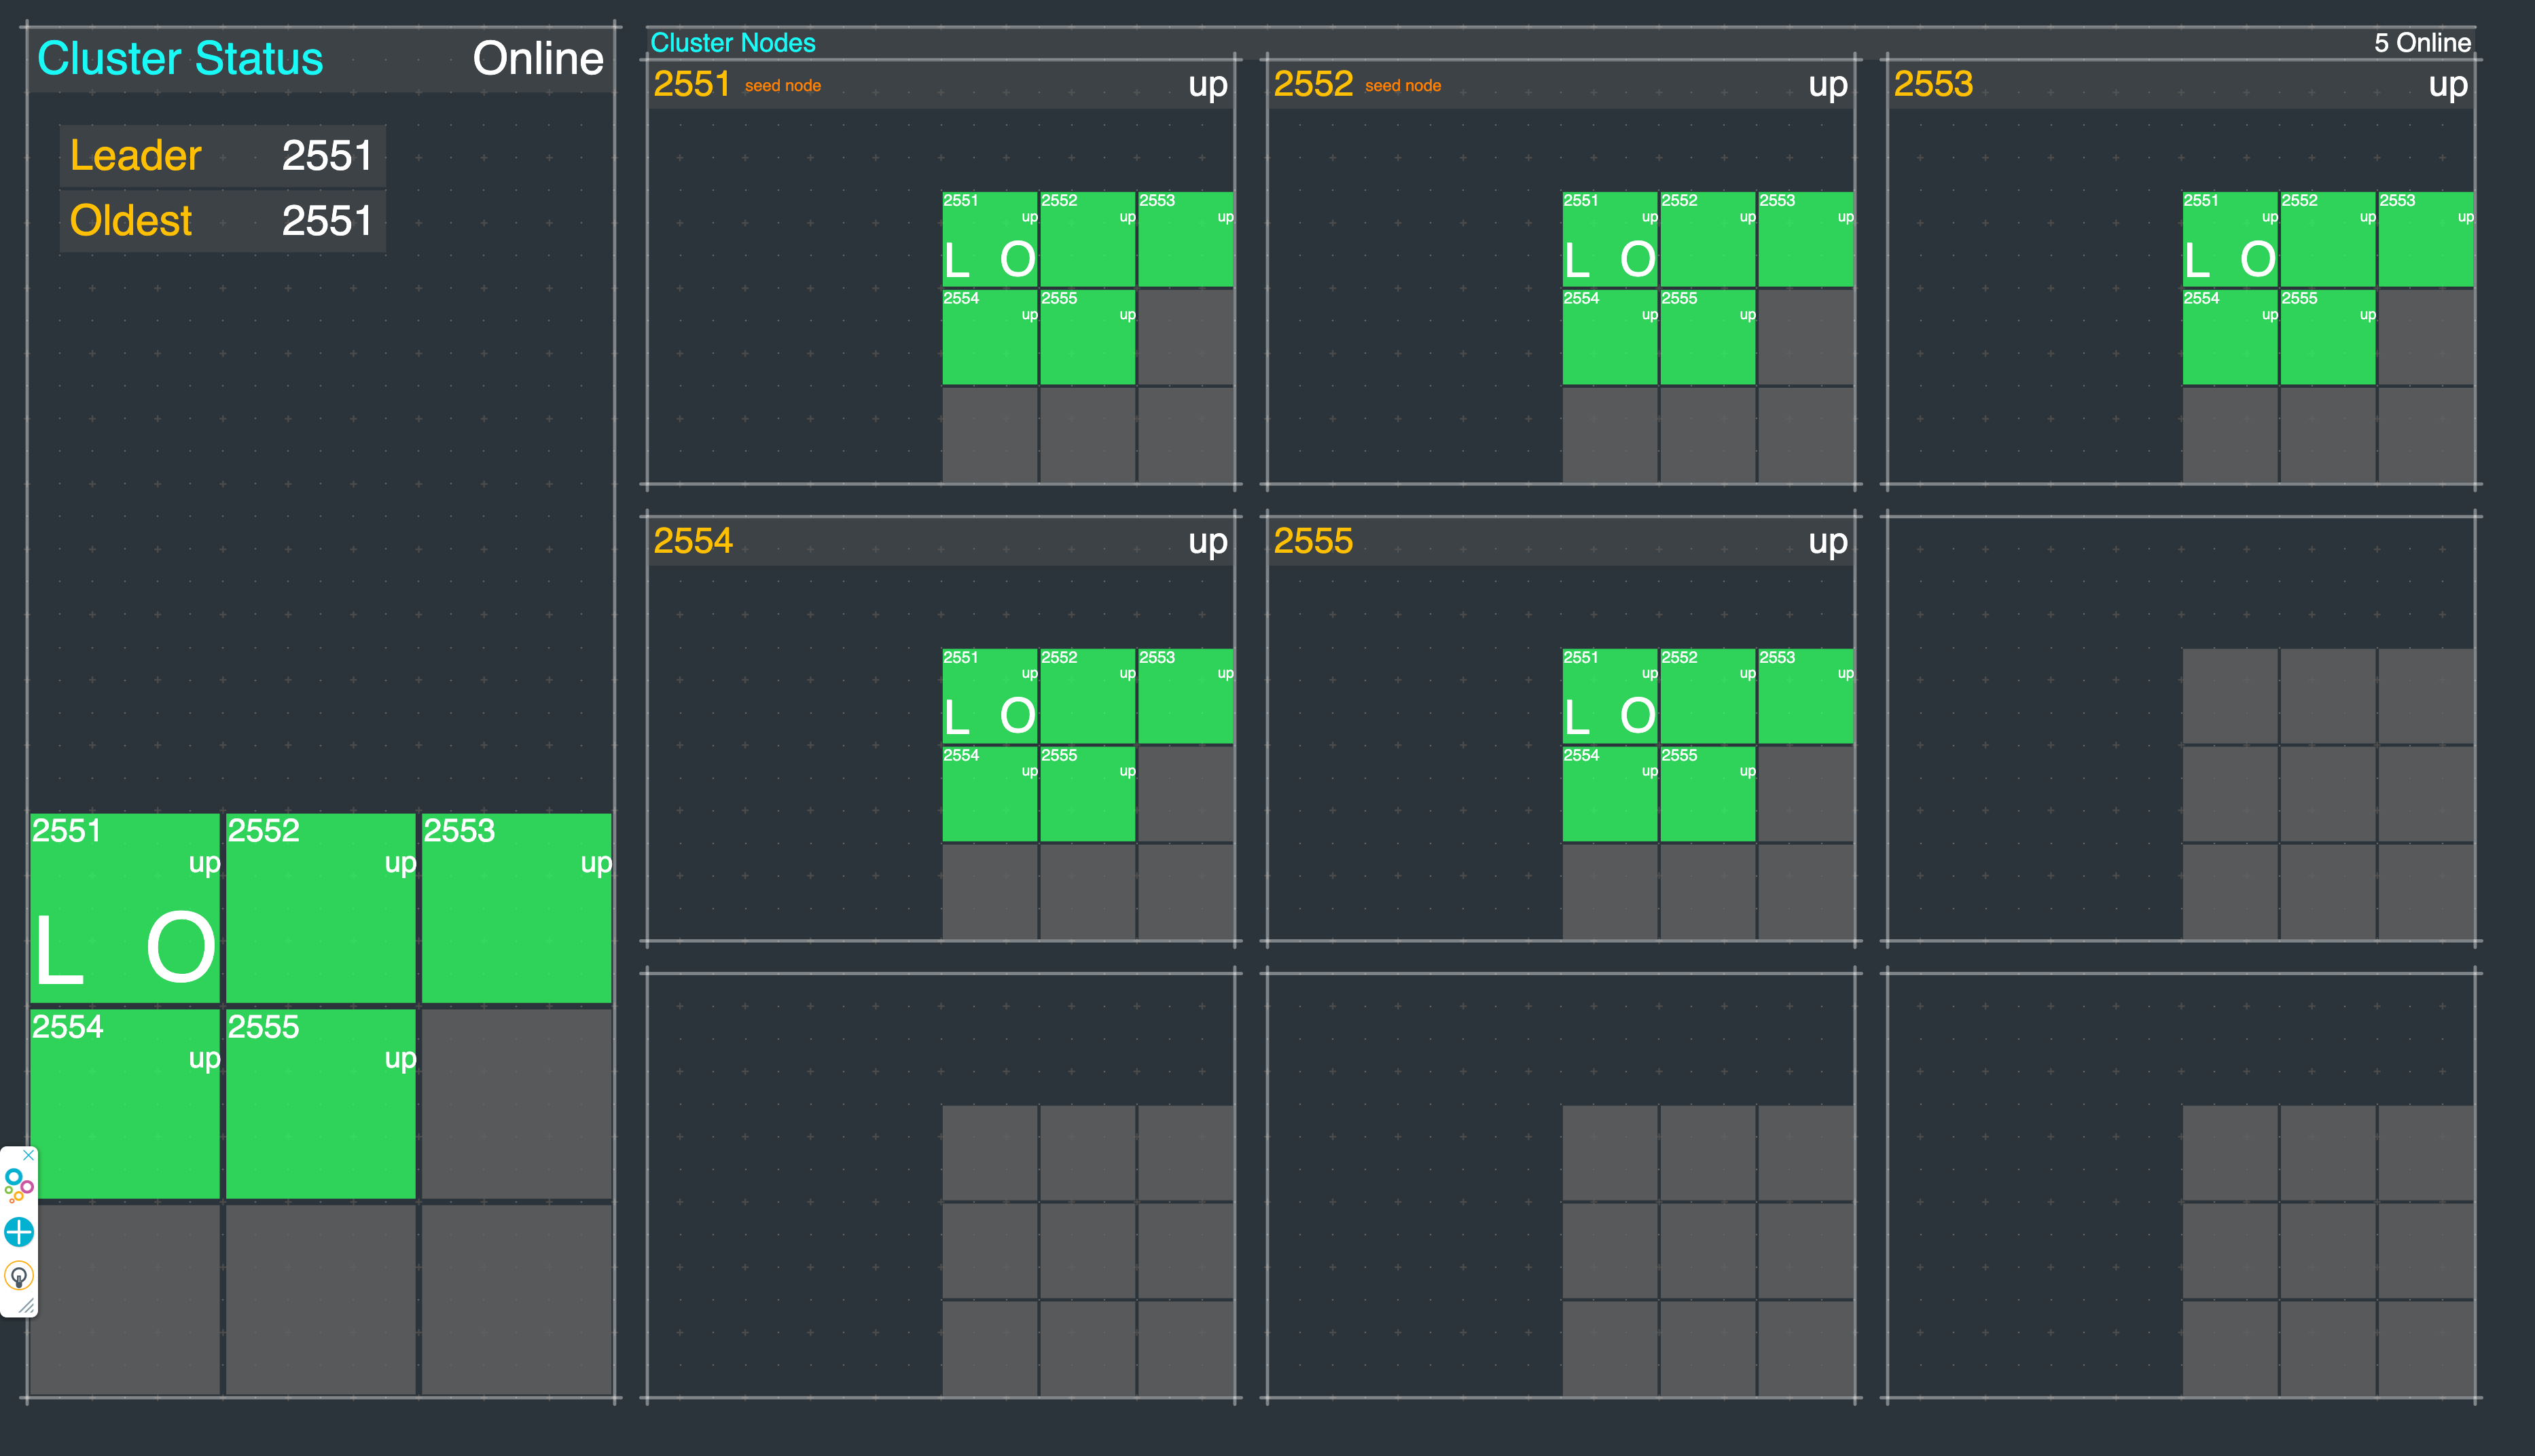 Cluster Status Online
Leader 2551
Oldest 2551
2551 2552 2553
up up up
L O
2554 2555
up up
Cluster Nodes 5 Online
2551 seed node up
2551 2552 2553
up up up
L O
2554 2555
up up
2552 seed node up
2551 2552 2553
up up up
L O
2554 2555
up up
2553 up
2551 2552 2553
up up up
L O
2554 2555
up up
2554 up
2551 2552 2553
up up up
L O
2554 2555
up up
2555 up
2551 2552 2553
up up up
L O
2554 2555
up up